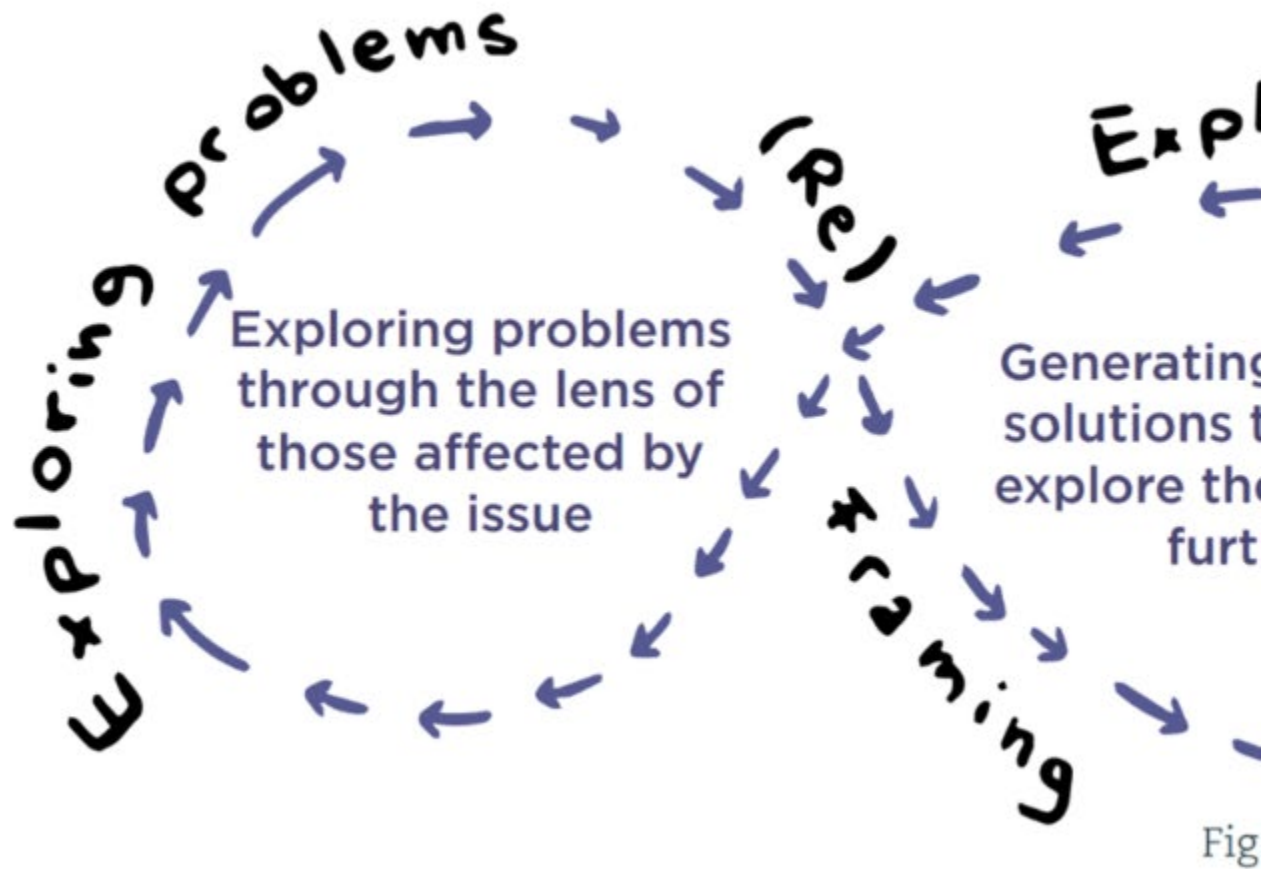 Exploring problems
Exploring problems
through the lens of
those affected by
the issue
(Re)
framing
Expl
Generating
solutions t
explore the
furt
Fig